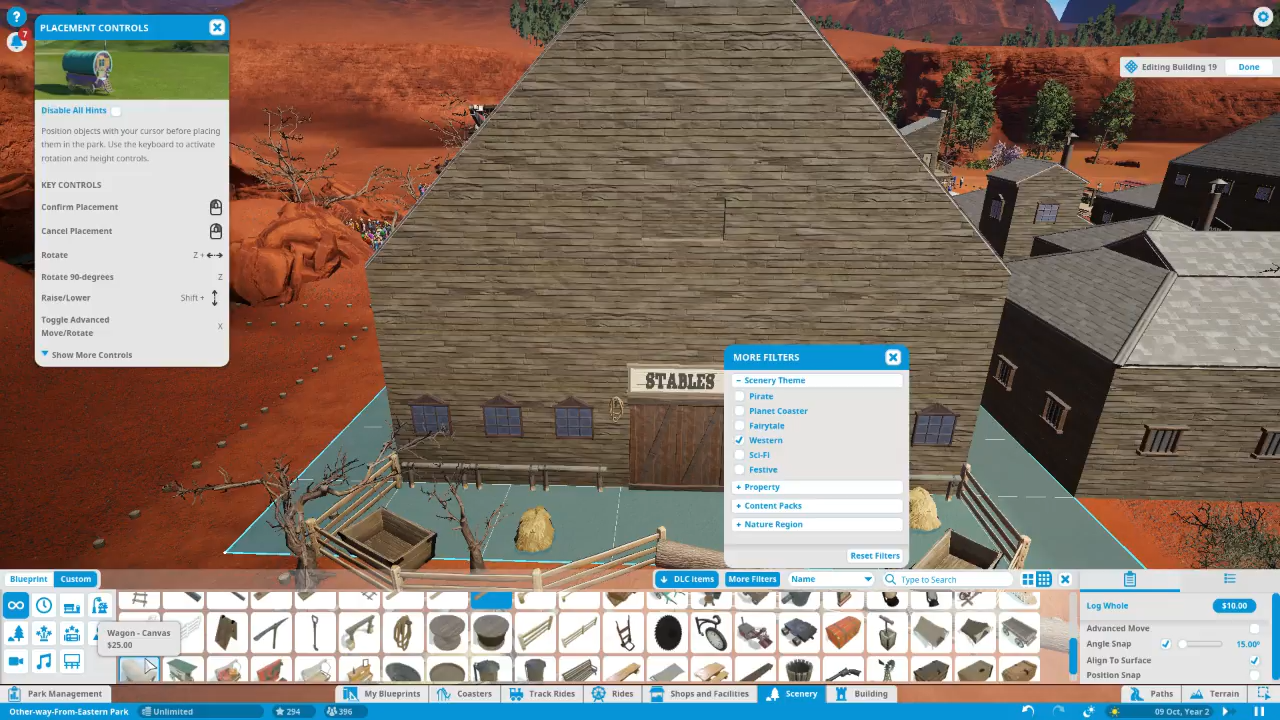 ?
7
PLACEMENT CONTROLS
Disable All Hints
Position objects with your cursor before placing
them in the park. Use the keyboard to activate
rotation and height controls.
KEY CONTROLS
Confirm Placement
Cancel Placement
Rotate Z +
Rotate 90-degrees Z
Raise/Lower Shift +
Toggle Advanced
Move/Rotate X
Show More Controls
Editing Building 19 Done
STABLES
MORE FILTERS
− Scenery Theme
Pirate
Planet Coaster
Fairytale
Western
Sci-Fi
Festive
+ Property
+ Content Packs
+ Nature Region
Reset Filters
Blueprint Custom DLC Items More Filters Name Type to Search
Wagon - Canvas
$25.00
Log Whole $10.00
Advanced Move
Angle Snap 15.00°
Align To Surface
Position Snap
Park Management My Blueprints Coasters Track Rides Rides Shops and Facilities Scenery Building Paths Terrain
Other-way-From-Eastern Park Unlimited 294 396 09 Oct, Year 2